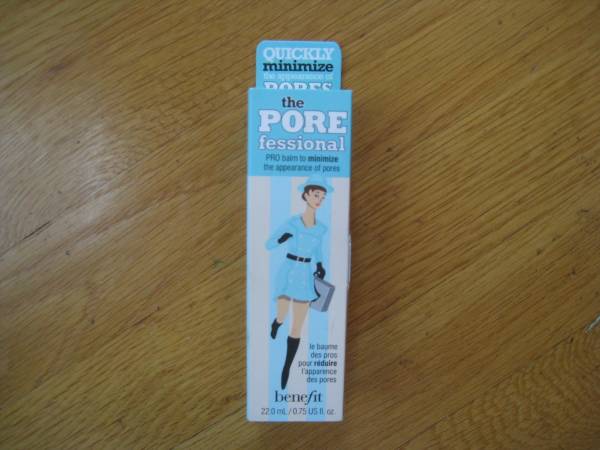 QUICKLY
minimize
the appearance of
PORES
the
PORE
fessional
PRO balm to minimize
the appearance of pores
le baume
des pros
pour réduire
l'apparence
des pores
benefit
22.0 mL / 0.75 US fl. oz.